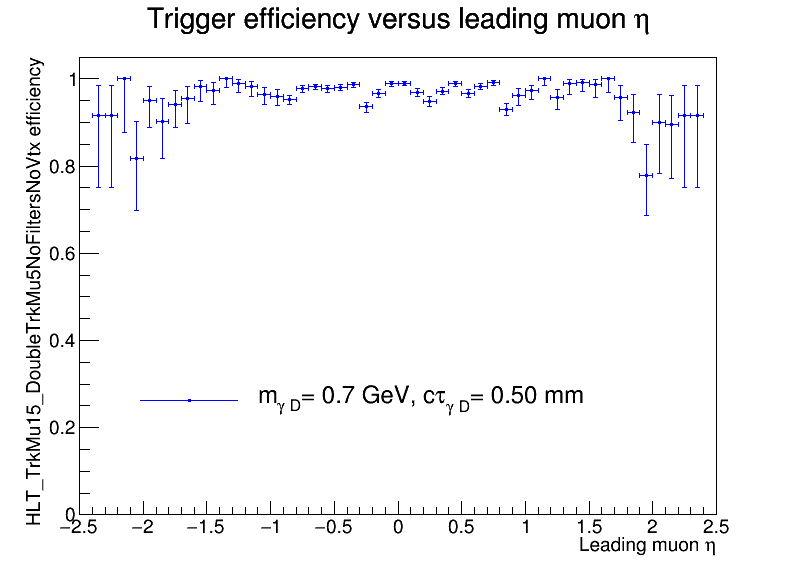 Trigger efficiency versus leading muon η
HLT_TrkMu15_DoubleTrkMu5NoFiltersNoVtx efficiency
1
0.8
0.6
0.4
0.2
0
mγ D= 0.7 GeV, cτγ D= 0.50 mm
−2.5 −2 −1.5 −1 −0.5 0 0.5 1 1.5 2 2.5
Leading muon η